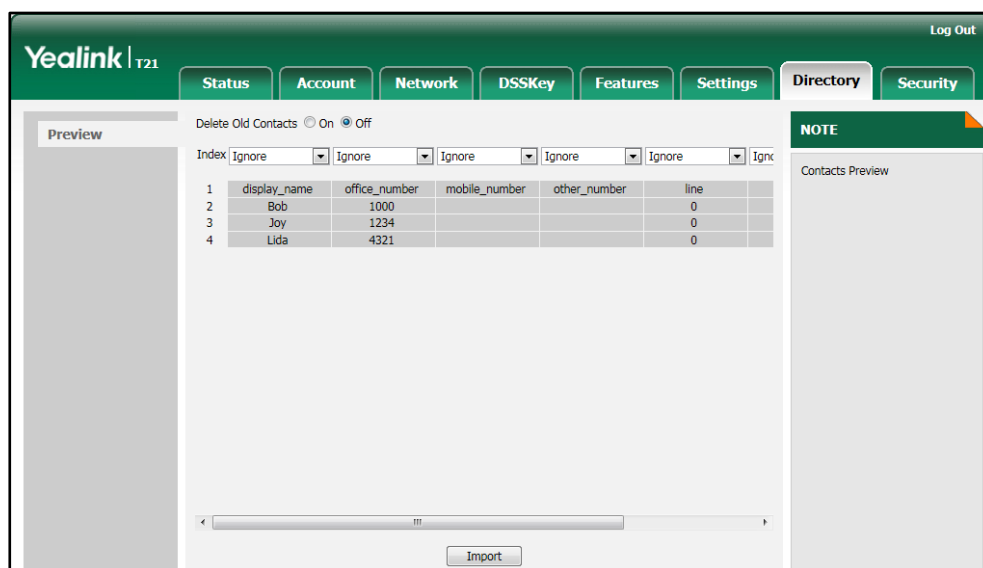 Log Out
Yealink | T21
Status Account Network DSSKey Features Settings Directory Security
Preview
Delete Old Contacts On Off
NOTE
Index Ignore Ignore Ignore Ignore Ignore
Contacts Preview
1 display_name office_number mobile_number other_number line
2 Bob 1000 0
3 Joy 1234 0
4 Lida 4321 0
Import